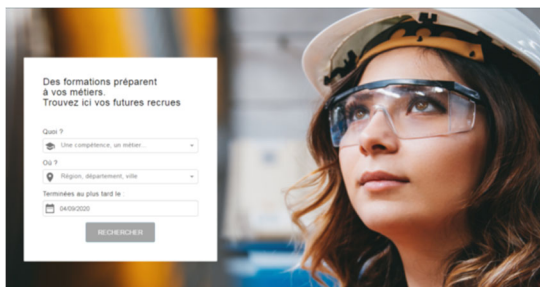 Des formations préparent
à vos métiers.
Trouvez ici vos futures recrues
Quoi ?
Une compétence, un métier...
Où ?
Région, département, ville
Terminées au plus tard le :
04/09/2020
RECHERCHER